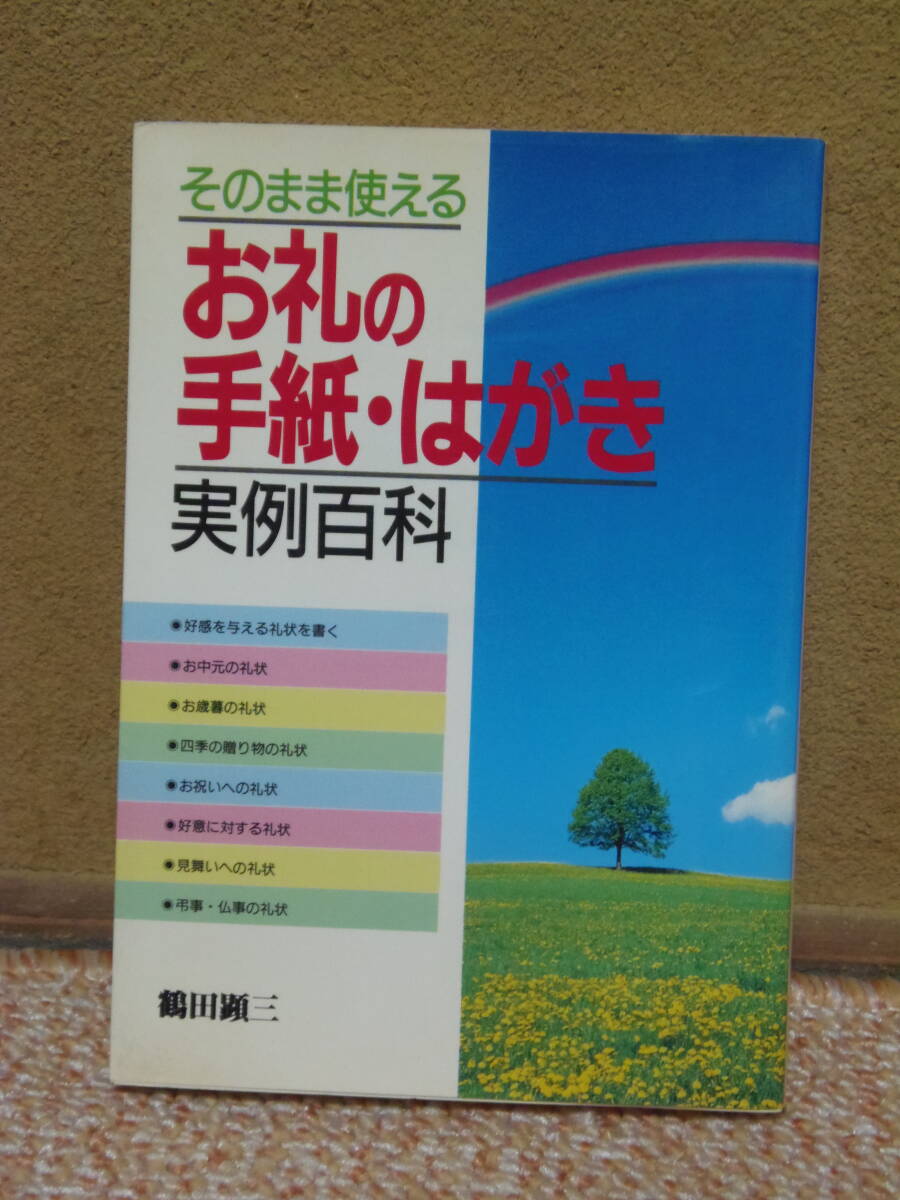 そのまま使える
お礼の
手紙・はがき
実例百科
◉好感を与える礼状を書く
◉お中元の礼状
◉お歳暮の礼状
◉四季の贈り物の礼状
◉お祝いへの礼状
◉好意に対する礼状
◉見舞いへの礼状
◉弔事・仏事の礼状
鶴田顕三